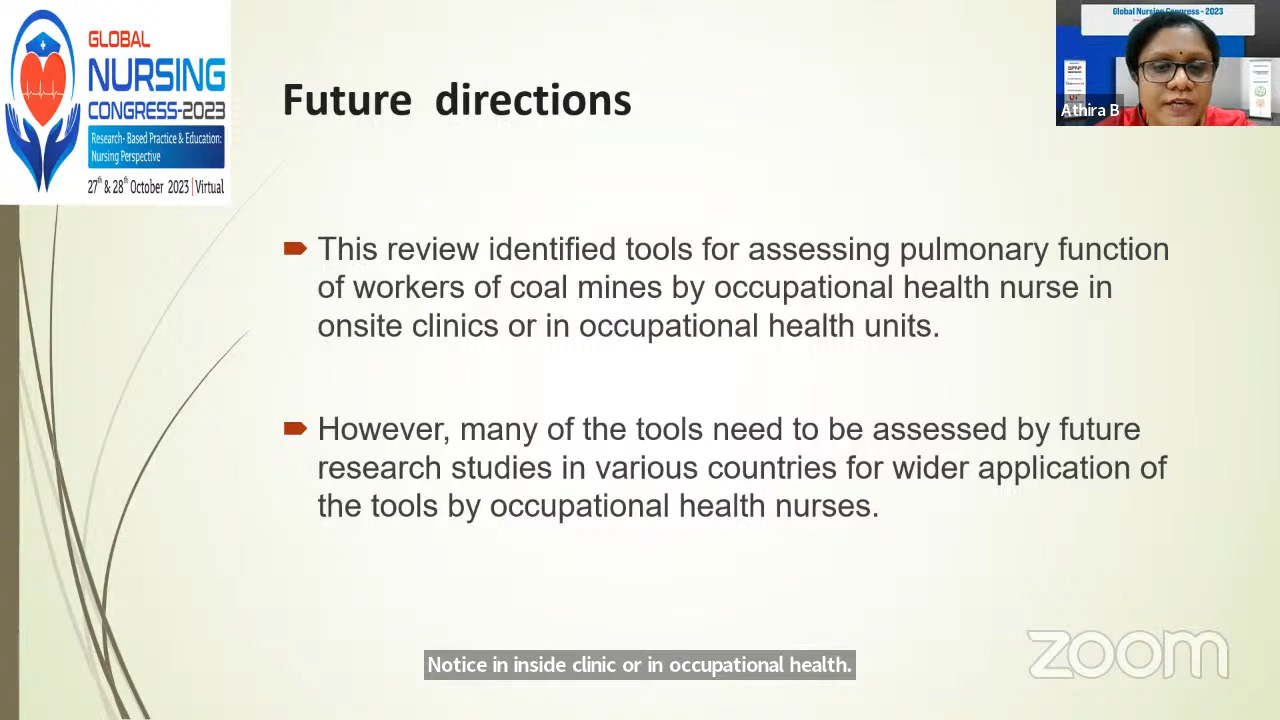 GLOBAL
NURSING
CONGRESS-2023
Research- Based Practice & Education:
Nursing Perspective
27th & 28th October 2023 | Virtual
Future directions
Global Nursing Congress - 2023
Athira B
This review identified tools for assessing pulmonary function
of workers of coal mines by occupational health nurse in
onsite clinics or in occupational health units.
However, many of the tools need to be assessed by future
research studies in various countries for wider application of
the tools by occupational health nurses.
Notice in inside clinic or in occupational health.
zoom